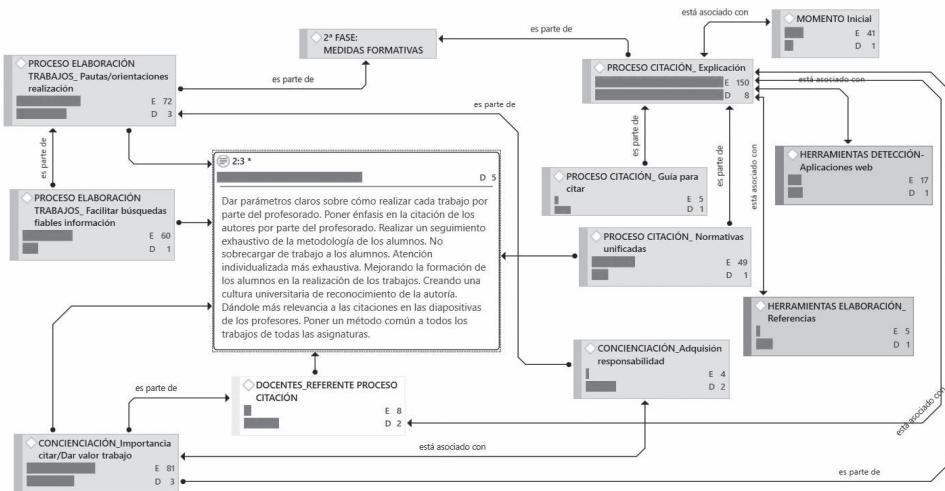 está asociado con
MOMENTO Inicial
E 41
D 1
2ª FASE:
MEDIDAS FORMATIVAS
es parte de
PROCESO ELABORACIÓN
TRABAJOS_ Pautas/orientaciones
realización
E 72
D 3
es parte de
PROCESO CITACIÓN_ Explicación
E 150
D 8
está asociado con
es parte de
es parte de
es parte de
es parte de
está asociado con
HERRAMIENTAS DETECCIÓN-
Aplicaciones web
E 17
D 1
2:3 *
D 5
Dar parámetros claros sobre cómo realizar cada trabajo por
parte del profesorado. Poner énfasis en la citación de los
autores por parte del profesorado. Realizar un seguimiento
exhaustivo de la metodología de los alumnos. No
sobrecargar de trabajo a los alumnos. Atención
individualizada más exhaustiva. Mejorando la formación de
los alumnos en la realización de los trabajos. Creando una
cultura universitaria de reconocimiento de la autoría.
Dándole más relevancia a las citaciones en las diapositivas
de los profesores. Poner un método común a todos los
trabajos de todas las asignaturas.
PROCESO CITACIÓN_ Guía para
citar
E 5
D 1
PROCESO ELABORACIÓN
TRABAJOS_ Facilitar búsquedas
fiables información
E 60
D 1
PROCESO CITACIÓN_ Normativas
unificadas
E 49
D 1
HERRAMIENTAS ELABORACIÓN_
Referencias
E 5
D 1
CONCIENCIACIÓN_Adquisión
responsabilidad
E 4
D 2
es parte de
DOCENTES_REFERENTE PROCESO
CITACIÓN
E 8
D 2
está asociado con
está asociado con
CONCIENCIACIÓN_Importancia
citar/Dar valor trabajo
E 81
D 3
es parte de